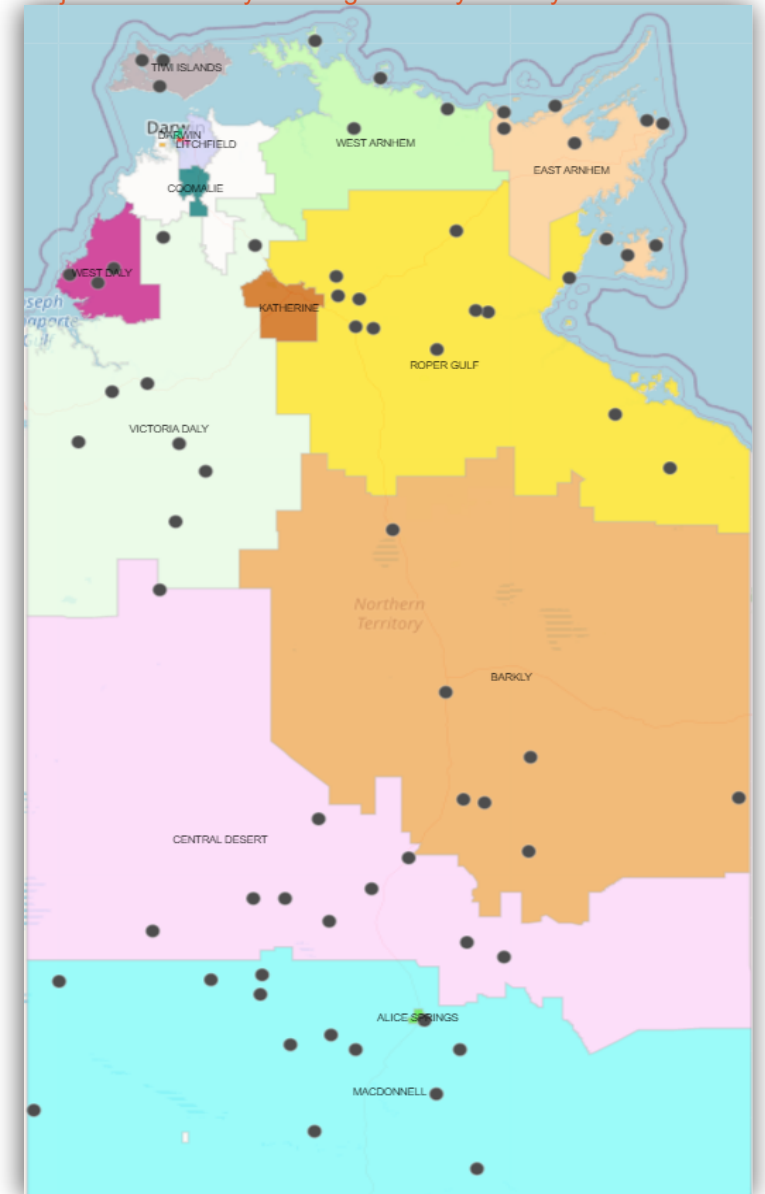 TIWI ISLANDS
Darwin
DARWIN
LITCHFIELD
WEST ARNHEM
EAST ARNHEM
COOMALIE
WEST DALY
KATHERINE
ROPER GULF
VICTORIA DALY
Northern
Territory
BARKLY
CENTRAL DESERT
ALICE SPRINGS
MACDONNELL